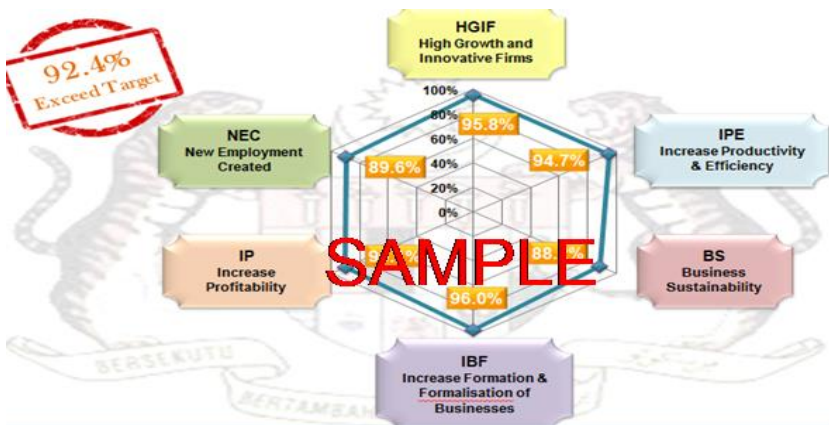 92.4%
Exceed Target
HGIF
High Growth and
Innovative Firms
100%
80%
60%
40%
20%
0%
95.8%
94.7%
89.6%
96.0%
NEC
New Employment
Created
IPE
Increase Productivity
& Efficiency
IP
Increase
Profitability
SAMPLE
BS
Business
Sustainability
IBF
Increase Formation &
Formalisation of
Businesses
BERSEKUTU